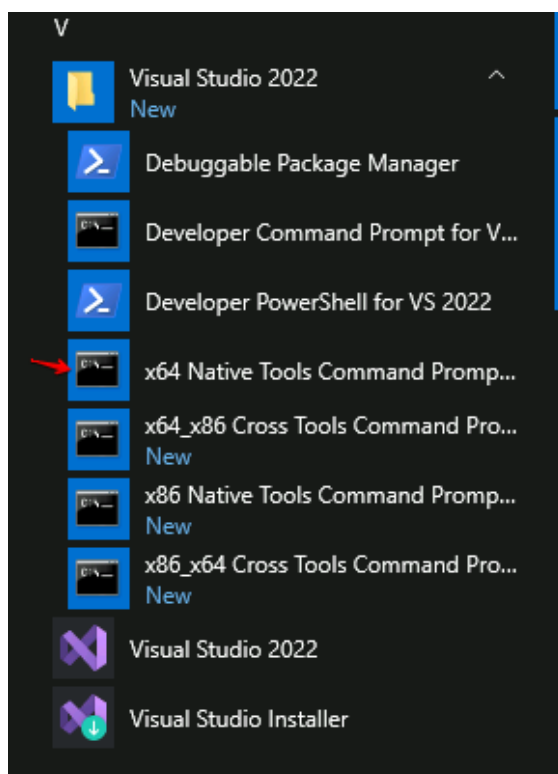 V
Visual Studio 2022
New
Debuggable Package Manager
Developer Command Prompt for V...
Developer PowerShell for VS 2022
x64 Native Tools Command Promp...
x64_x86 Cross Tools Command Pro...
New
x86 Native Tools Command Promp...
New
x86_x64 Cross Tools Command Pro...
New
Visual Studio 2022
Visual Studio Installer